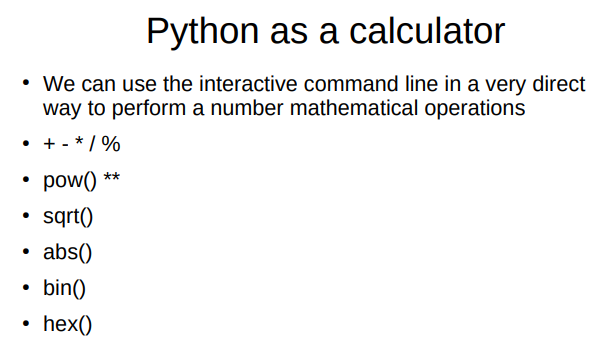 Python as a calculator
• We can use the interactive command line in a very direct
way to perform a number mathematical operations
• + - * / %
• pow() **
• sqrt()
• abs()
• bin()
• hex()